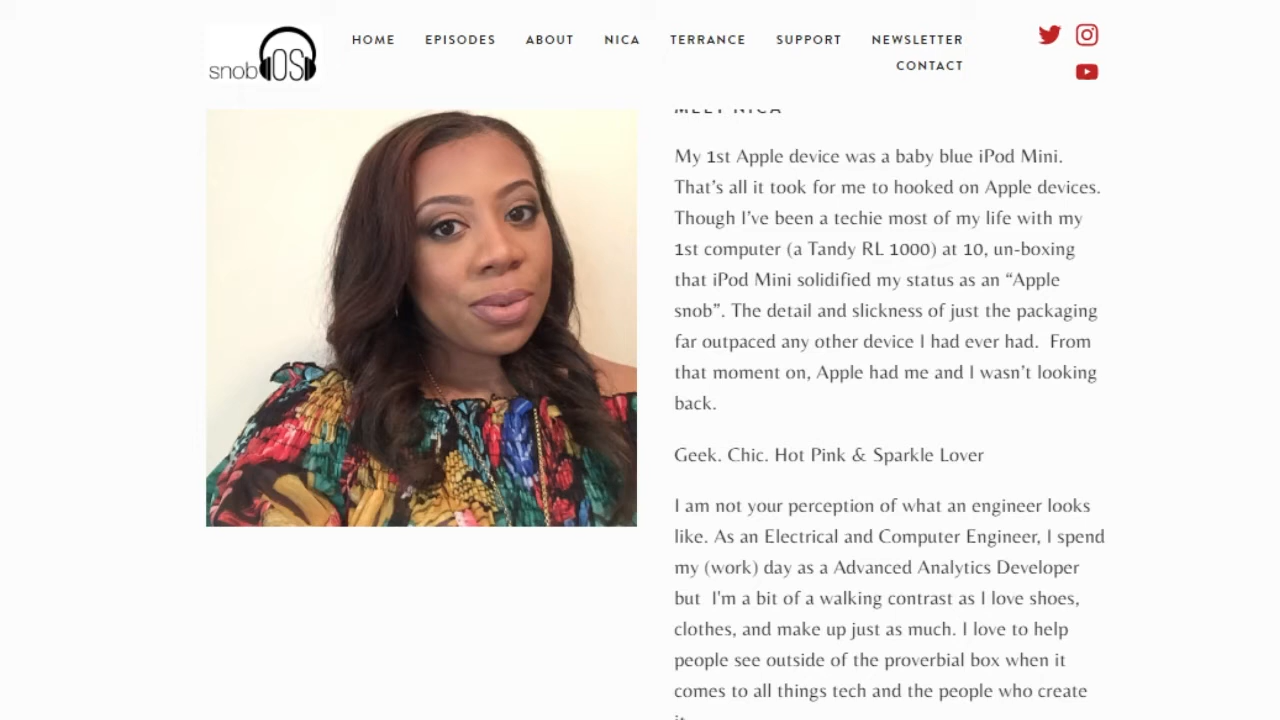 snobOS
HOME EPISODES ABOUT NICA TERRANCE SUPPORT NEWSLETTER
CONTACT
MEET NICA
My 1st Apple device was a baby blue iPod Mini.
That’s all it took for me to hooked on Apple devices.
Though I’ve been a techie most of my life with my
1st computer (a Tandy RL 1000) at 10, un-boxing
that iPod Mini solidified my status as an “Apple
snob”. The detail and slickness of just the packaging
far outpaced any other device I had ever had.  From
that moment on, Apple had me and I wasn’t looking
back.
Geek. Chic. Hot Pink & Sparkle Lover
I am not your perception of what an engineer looks
like. As an Electrical and Computer Engineer, I spend
my (work) day as a Advanced Analytics Developer
but  I'm a bit of a walking contrast as I love shoes,
clothes, and make up just as much. I love to help
people see outside of the proverbial box when it
comes to all things tech and the people who create